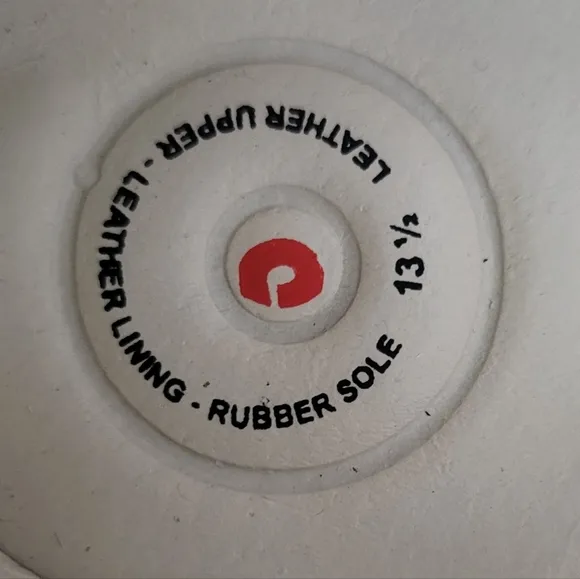 LEATHER UPPER - LEATHER LINING - RUBBER SOLE
13 ½